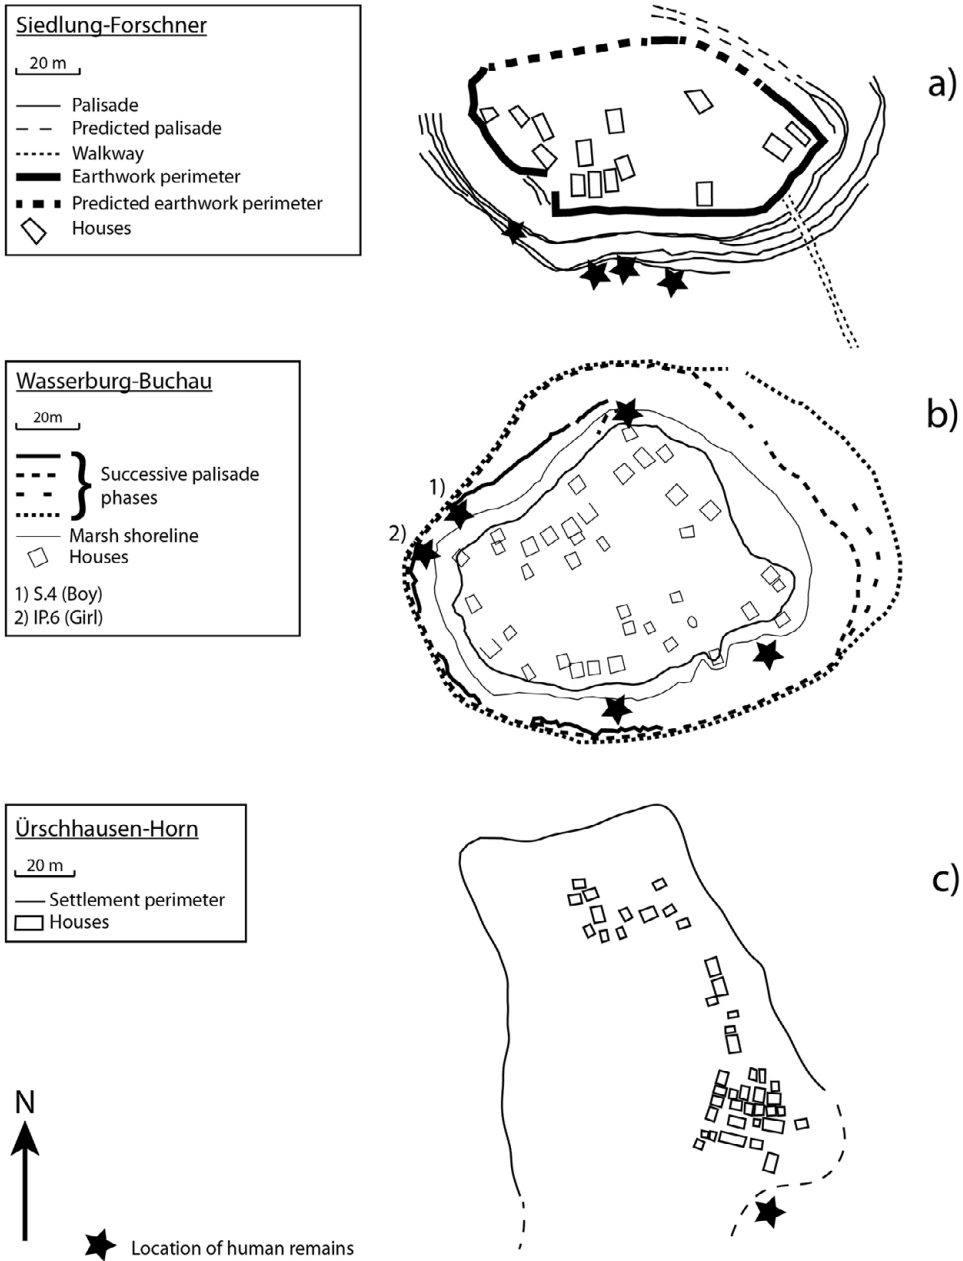 Siedlung-Forschner
20 m
Palisade
Predicted palisade
Walkway
Earthwork perimeter
Predicted earthwork perimeter
Houses
a)
Wasserburg-Buchau
20m
Successive palisade
phases
Marsh shoreline
Houses
1) S.4 (Boy)
2) IP.6 (Girl)
b)
1)
2)
Ürschhausen-Horn
20 m
Settlement perimeter
Houses
c)
N
Location of human remains